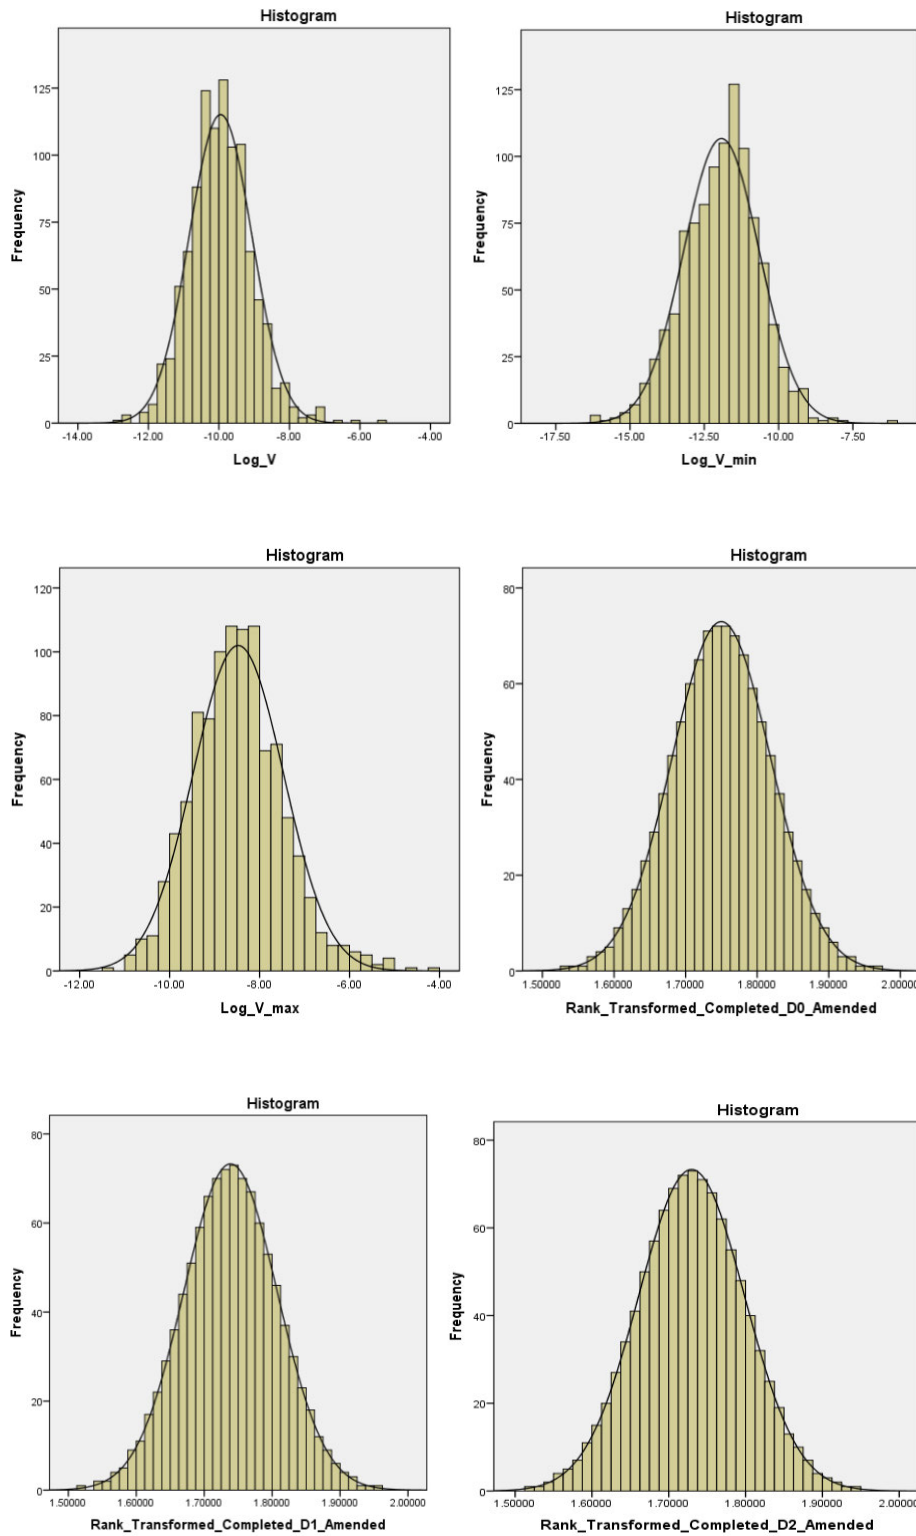 Histogram
Frequency
125
100
75
50
25
0
-14.00 -12.00 -10.00 -8.00 -6.00 -4.00
Log_V
Histogram
Frequency
125
100
75
50
25
0
-17.50 -15.00 -12.50 -10.00 -7.50
Log_V_min
Histogram
Frequency
120
100
80
60
40
20
0
-12.00 -10.00 -8.00 -6.00 -4.00
Log_V_max
Histogram
Frequency
80
60
40
20
0
1.50000 1.60000 1.70000 1.80000 1.90000 2.00000
Rank_Transformed_Completed_D0_Amended
Histogram
Frequency
80
60
40
20
0
1.50000 1.60000 1.70000 1.80000 1.90000 2.00000
Rank_Transformed_Completed_D1_Amended
Histogram
Frequency
80
60
40
20
0
1.50000 1.60000 1.70000 1.80000 1.90000 2.0000
Rank_Transformed_Completed_D2_Amended